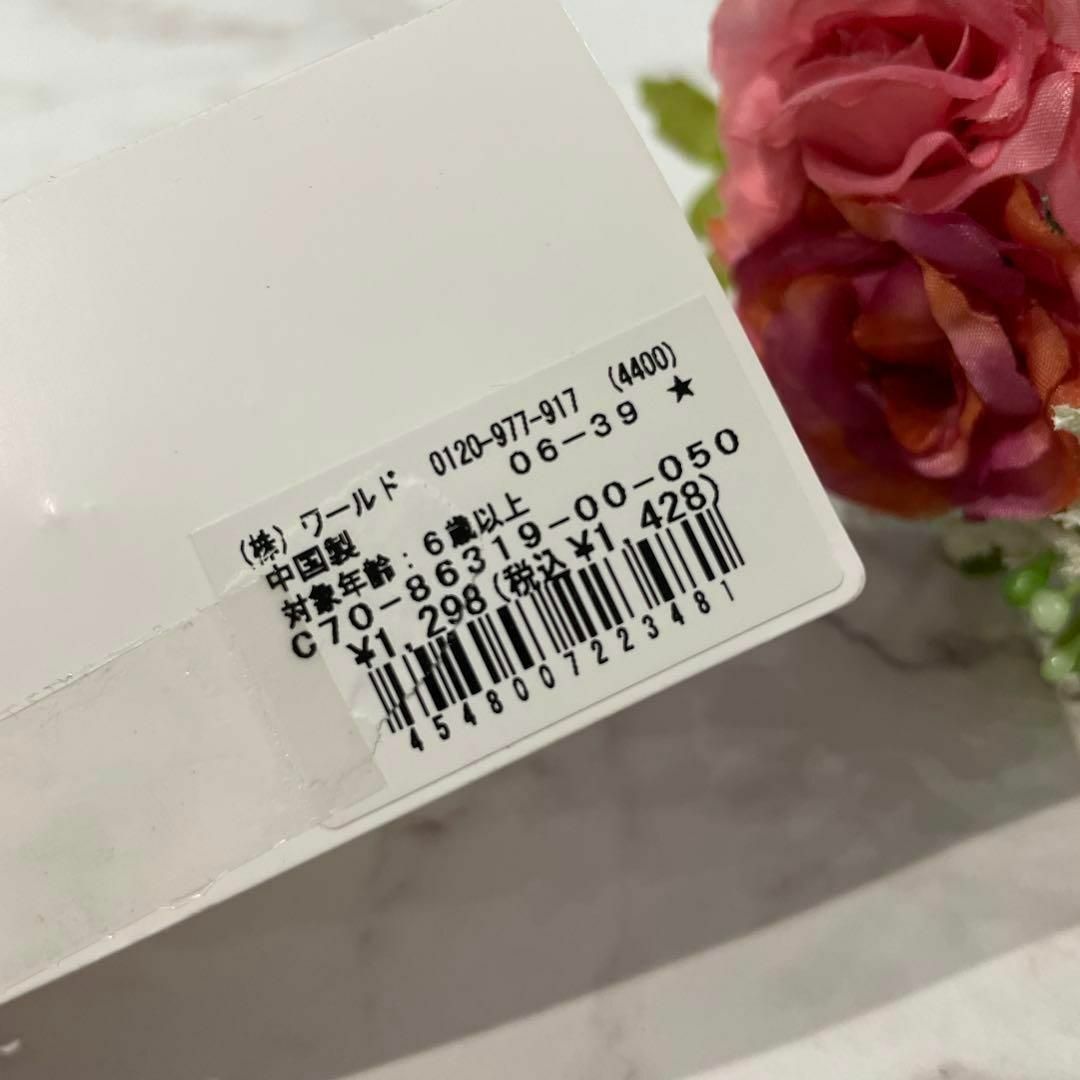 (株) ワールド 0120-977-917 (4400)
06-39 ★
中国製
対象年齢：6歳以上
C70-86319-00-050
¥1,298(税込¥1,428)
4548007223481